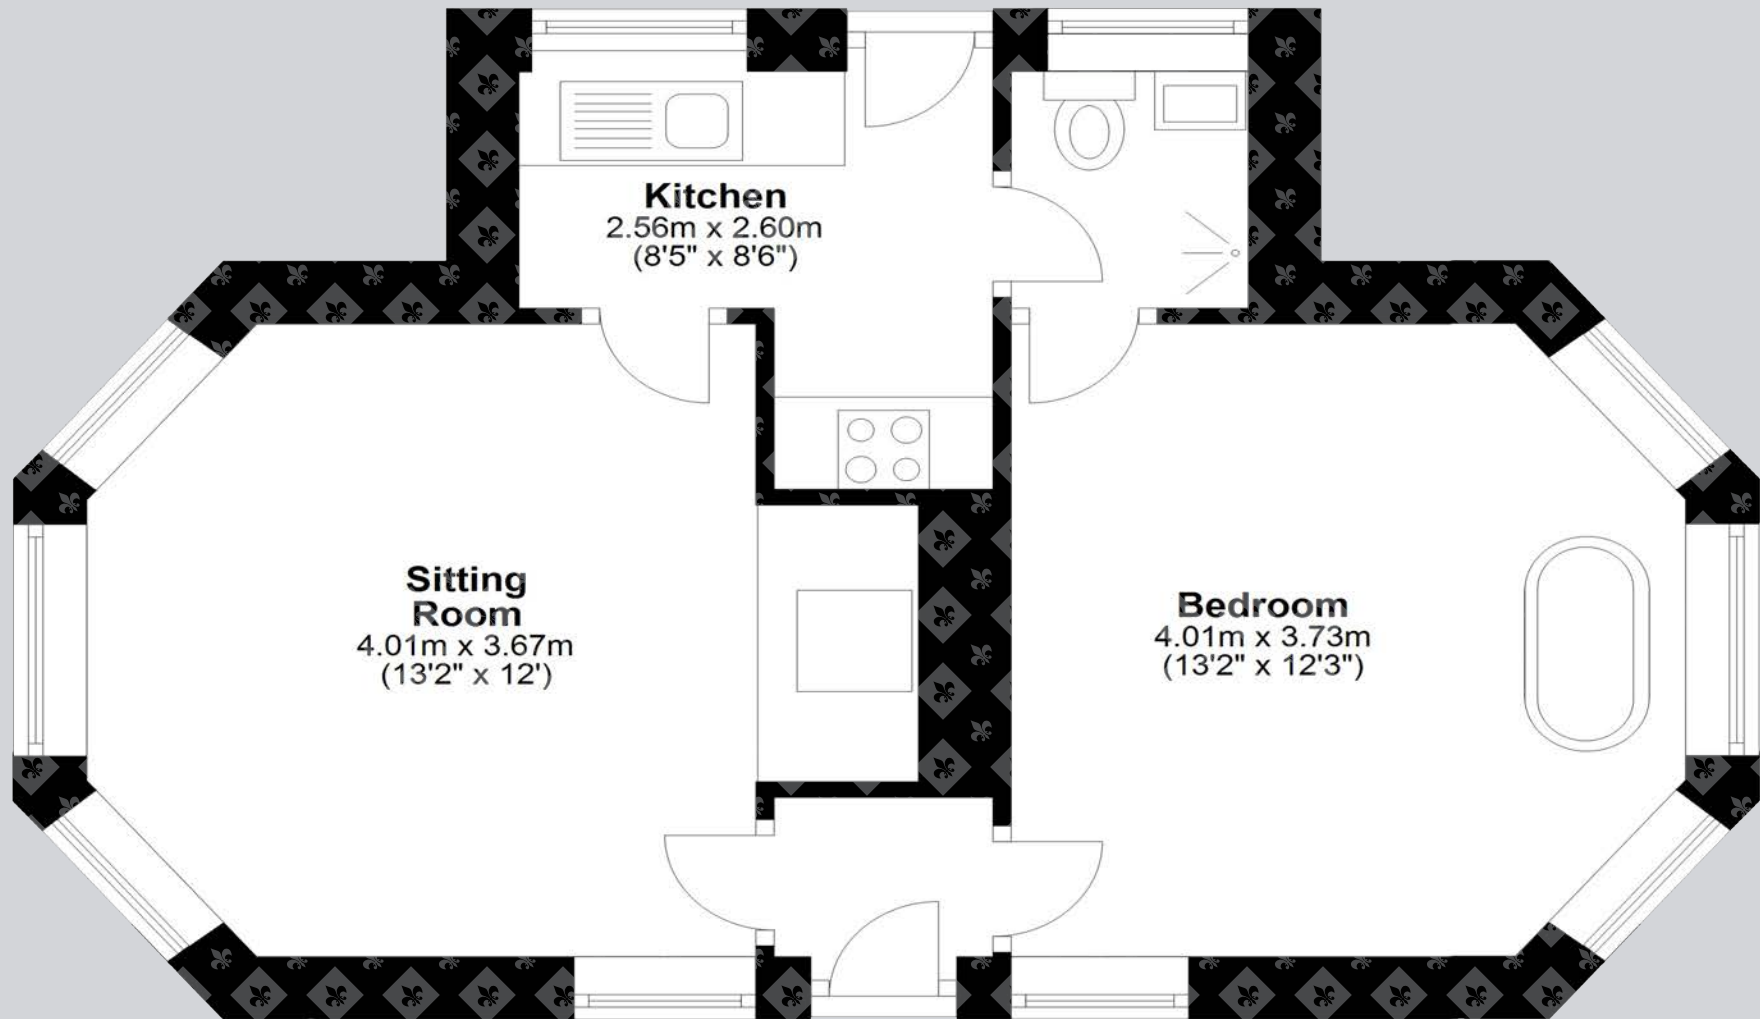 Kitchen
2.56m x 2.60m
(8'5" x 8'6")
Sitting
Room
4.01m x 3.67m
(13'2" x 12')
Bedroom
4.01m x 3.73m
(13'2" x 12'3")